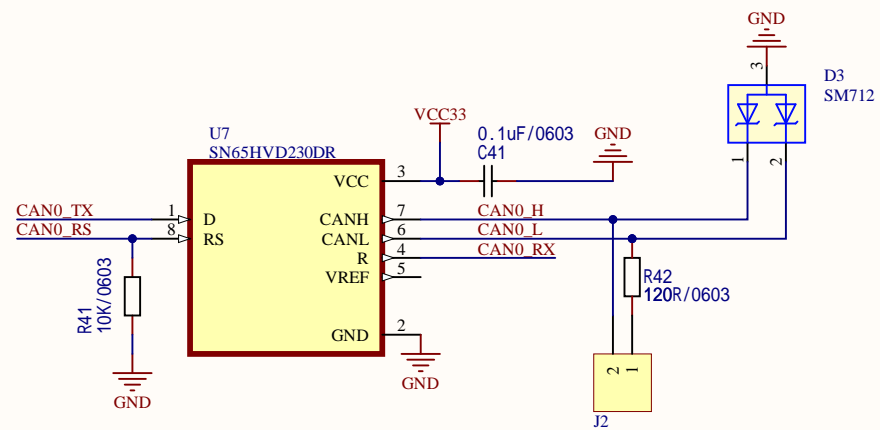 GND
3
D3
SM712
1
2
VCC33
0.1uF/0603
C41
GND
U7
SN65HVD230DR
VCC
3
CAN0_TX
1
D
CANH
7
CAN0_H
CAN0_RS
8
RS
CANL
6
CAN0_L
R
4
CAN0_RX
VREF
5
GND
2
GND
R41
10K/0603
GND
R42
120R/0603
2
1
J2